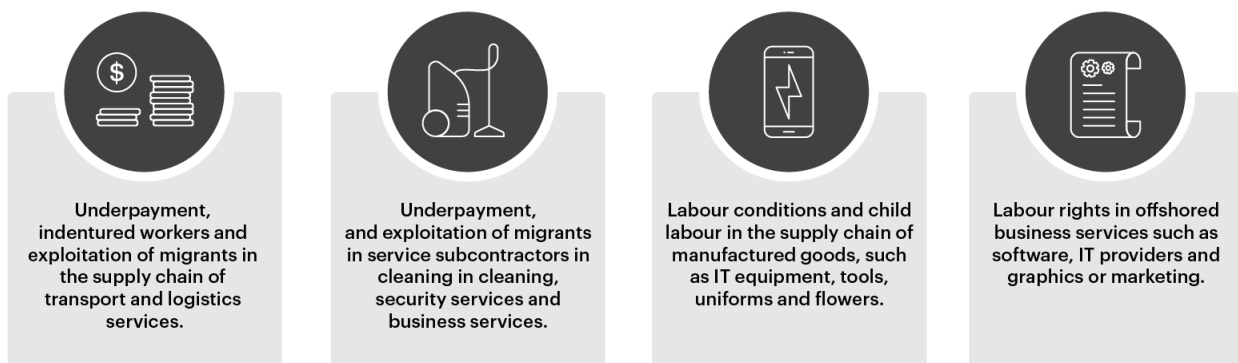 $
Underpayment,
indentured workers and
exploitation of migrants in
the supply chain of
transport and logistics
services.
Underpayment,
and exploitation of migrants
in service subcontractors in
cleaning in cleaning,
security services and
business services.
Labour conditions and child
labour in the supply chain of
manufactured goods, such
as IT equipment, tools,
uniforms and flowers.
Labour rights in offshored
business services such as
software, IT providers and
graphics or marketing.